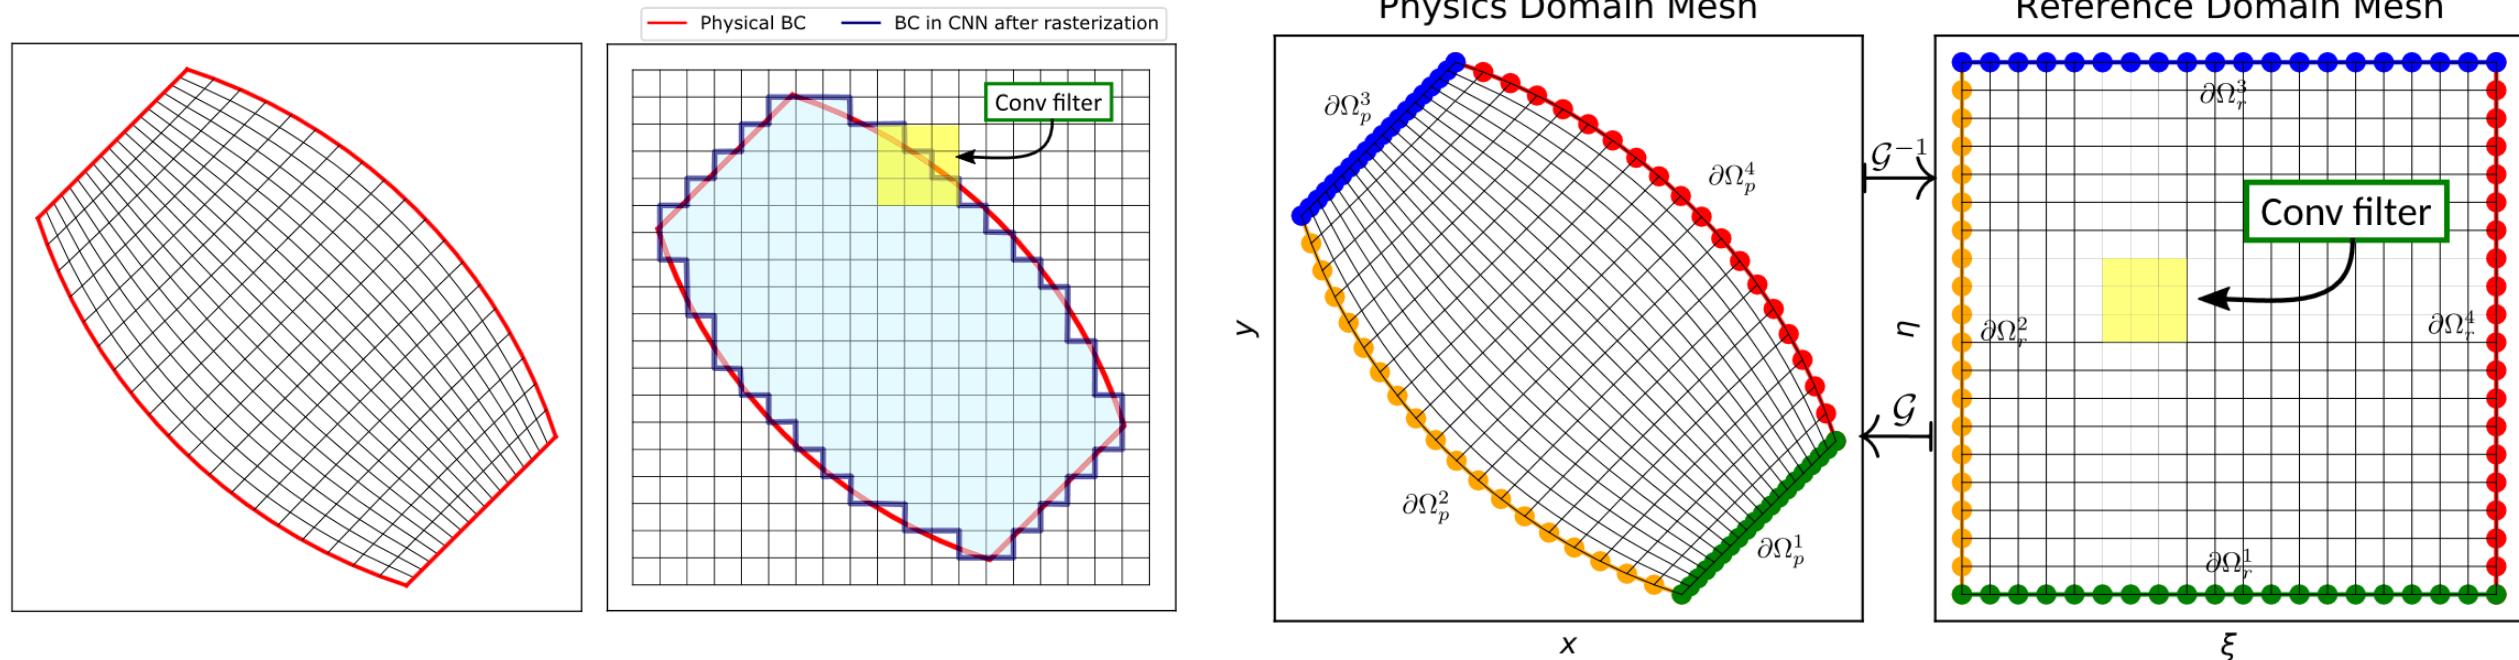 Physical BC
BC in CNN after rasterization
Conv filter
Physics Domain Mesh
∂Ω_p^3
∂Ω_p^4
∂Ω_p^2
∂Ω_p^1
y
x
𝒢^{-1}
𝒢
Reference Domain Mesh
∂Ω_r^3
Conv filter
∂Ω_r^2
∂Ω_r^4
∂Ω_r^1
η
ξ